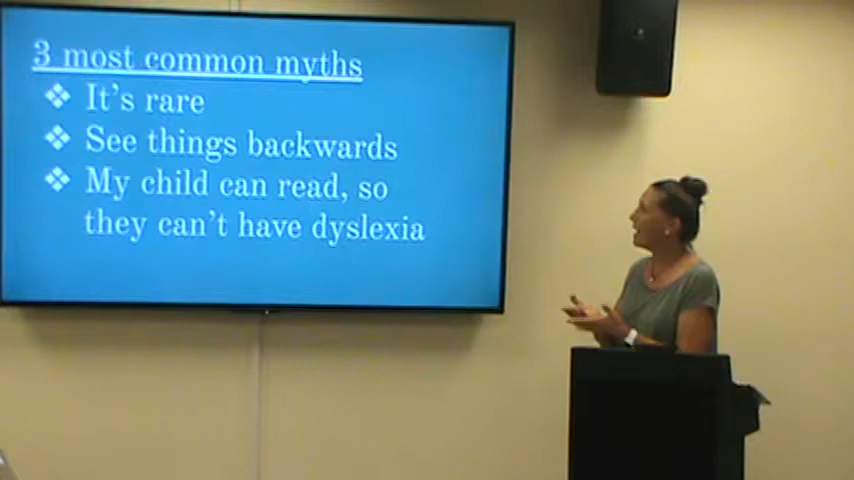 3 most common myths
❖ It's rare
❖ See things backwards
❖ My child can read, so
they can't have dyslexia